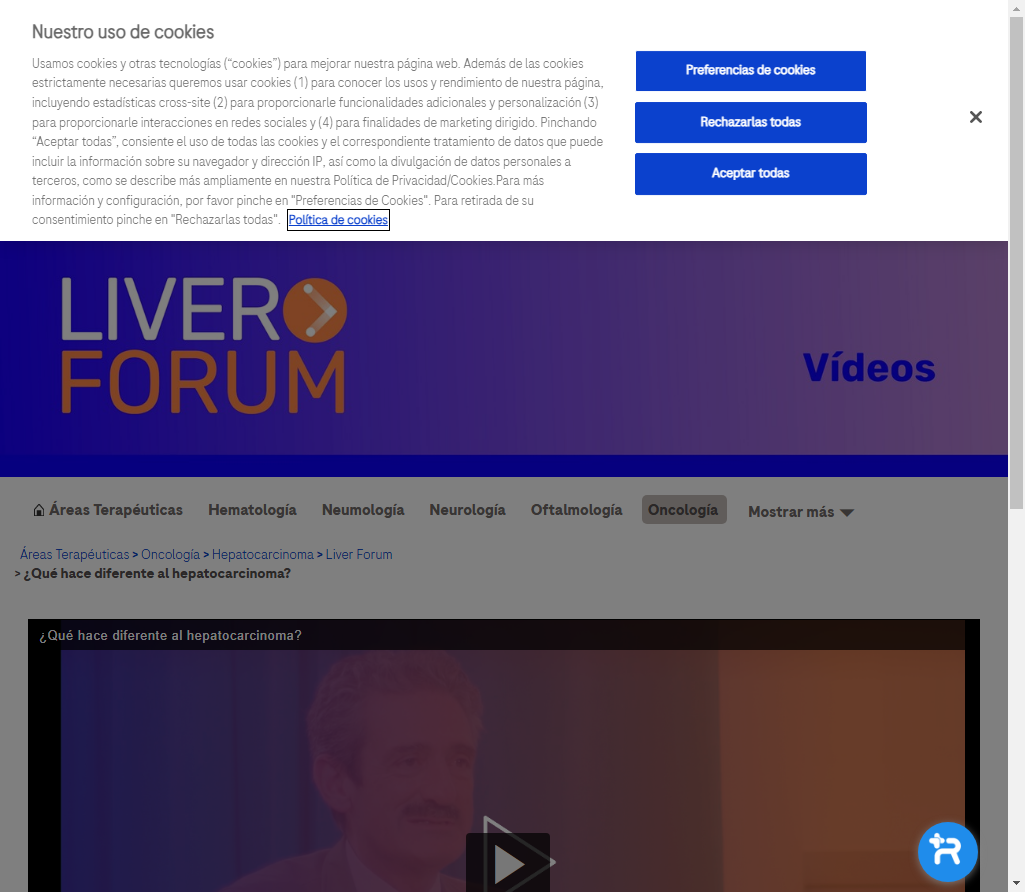 Nuestro uso de cookies
Usamos cookies y otras tecnologías (“cookies”) para mejorar nuestra página web. Además de las cookies
estrictamente necesarias queremos usar cookies (1) para conocer los usos y rendimiento de nuestra página,
incluyendo estadísticas cross-site (2) para proporcionarle funcionalidades adicionales y personalización (3)
para proporcionarle interacciones en redes sociales y (4) para finalidades de marketing dirigido. Pinchando
“Aceptar todas”, consiente el uso de todas las cookies y el correspondiente tratamiento de datos que puede
incluir la información sobre su navegador y dirección IP, así como la divulgación de datos personales a
terceros, como se describe más ampliamente en nuestra Política de Privacidad/Cookies.Para más
información y configuración, por favor pinche en "Preferencias de Cookies". Para retirada de su
consentimiento pinche en "Rechazarlas todas". Política de cookies
Preferencias de cookies
Rechazarlas todas
Aceptar todas
LIVER
FORUM
Vídeos
Áreas Terapéuticas Hematología Neumología Neurología Oftalmología Oncología Mostrar más
Áreas Terapéuticas > Oncología > Hepatocarcinoma > Liver Forum
> ¿Qué hace diferente al hepatocarcinoma?
¿Qué hace diferente al hepatocarcinoma?